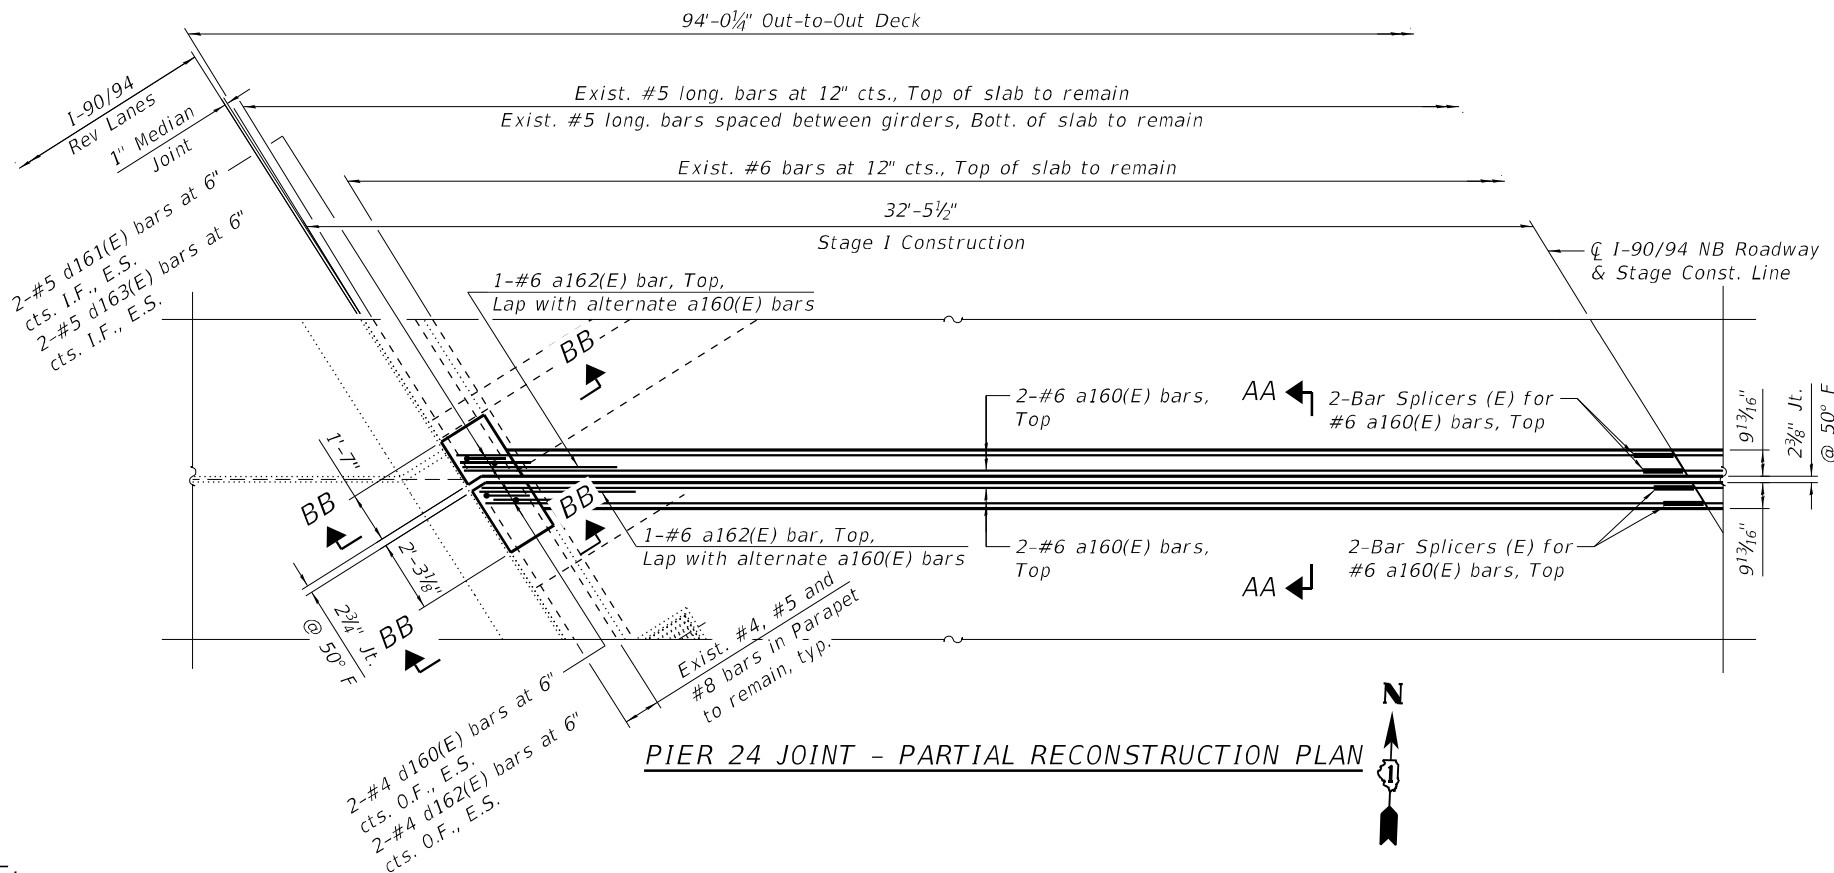 94'-0¼" Out-to-Out Deck
I-90/94
Rev Lanes
1" Median
Joint
Exist. #5 long. bars at 12" cts., Top of slab to remain
Exist. #5 long. bars spaced between girders, Bott. of slab to remain
Exist. #6 bars at 12" cts., Top of slab to remain
32'-5½"
Stage I Construction
℄ I-90/94 NB Roadway
& Stage Const. Line
2-#5 d161(E) bars at 6"
cts. I.F., E.S.
2-#5 d163(E) bars at 6"
cts. I.F., E.S.
1-#6 a162(E) bar, Top,
Lap with alternate a160(E) bars
BB
2-#6 a160(E) bars,
Top
AA
2-Bar Splicers (E) for
#6 a160(E) bars, Top
9 13/16"
2⅜" Jt.
@ 50° F
1'-7"
BB
BB
1-#6 a162(E) bar, Top,
Lap with alternate a160(E) bars
2-#6 a160(E) bars,
Top
2-Bar Splicers (E) for
#6 a160(E) bars, Top
9 13/16"
AA
2'-3⅛"
2¾" Jt.
@ 50° F
BB
Exist. #4, #5 and
#8 bars in Parapet
to remain, typ.
2-#4 d160(E) bars at 6"
cts. O.F., E.S.
2-#4 d162(E) bars at 6"
cts. O.F., E.S.
N
1
PIER 24 JOINT - PARTIAL RECONSTRUCTION PLAN